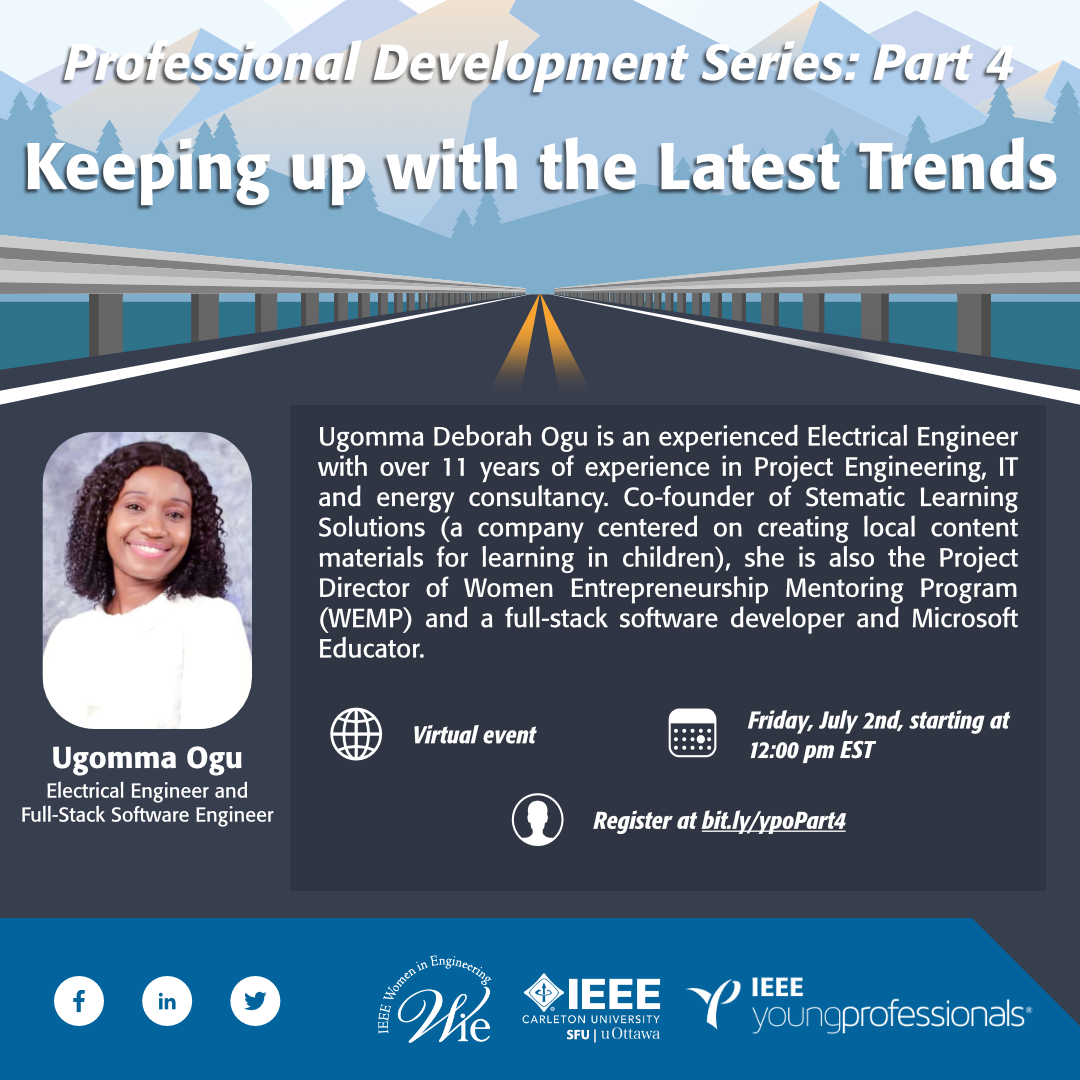 Professional Development Series: Part 4
Keeping up with the Latest Trends
Ugomma Deborah Ogu is an experienced Electrical Engineer
with over 11 years of experience in Project Engineering, IT
and energy consultancy. Co-founder of Stematic Learning
Solutions (a company centered on creating local content
materials for learning in children), she is also the Project
Director of Women Entrepreneurship Mentoring Program
(WEMP) and a full-stack software developer and Microsoft
Educator.
Ugomma Ogu
Electrical Engineer and
Full-Stack Software Engineer
Virtual event
Friday, July 2nd, starting at
12:00 pm EST
Register at bit.ly/ypoPart4
f
in
IEEE Women in Engineering
Wie
IEEE
CARLETON UNIVERSITY
SFU | uOttawa
IEEE
youngprofessionals®